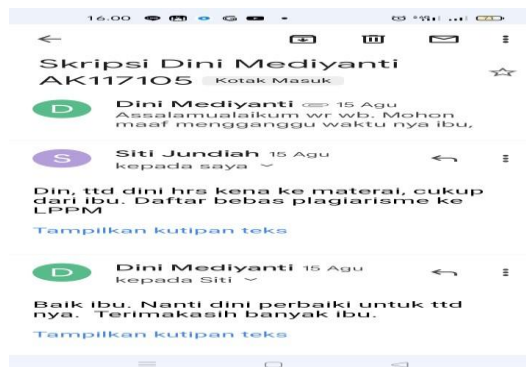 16.00
Skripsi Dini Mediyanti
AK117105 Kotak Masuk
D
Dini Mediyanti 15 Agu
Assalamualaikum wr wb. Mohon
maaf mengganggu waktu nya ibu,
S
Siti Jundiah 15 Agu
kepada saya
Din, ttd dini hrs kena ke materai, cukup
dari ibu. Daftar bebas plagiarisme ke
LPPM
Tampilkan kutipan teks
D
Dini Mediyanti 15 Agu
kepada Siti
Baik ibu. Nanti dini perbaiki untuk ttd
nya. Terimakasih banyak ibu.
Tampilkan kutipan teks